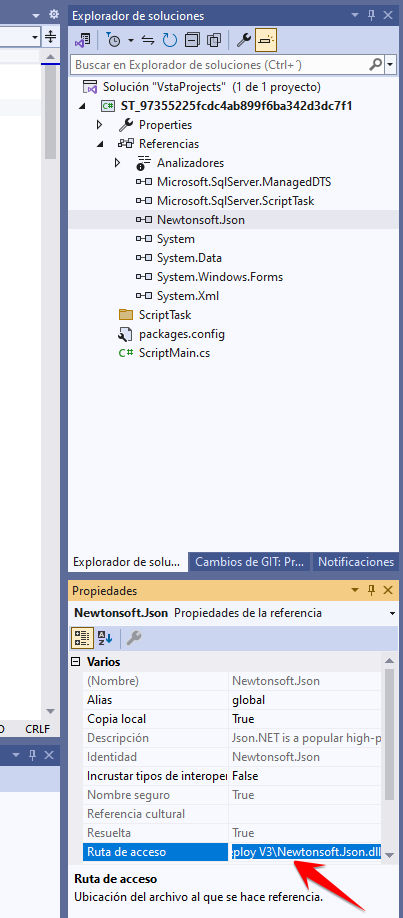 Explorador de soluciones
Buscar en Explorador de soluciones (Ctrl+´)
Solución "VstaProjects" (1 de 1 proyecto)
ST_97355225fcdc4ab899f6ba342d3dc7f1
Properties
Referencias
Analizadores
Microsoft.SqlServer.ManagedDTS
Microsoft.SqlServer.ScriptTask
Newtonsoft.Json
System
System.Data
System.Windows.Forms
System.Xml
ScriptTask
packages.config
ScriptMain.cs
Explorador de solu... Cambios de GIT: Pr... Notificaciones
Propiedades
Newtonsoft.Json Propiedades de la referencia
Varios
(Nombre) Newtonsoft.Json
Alias global
Copia local True
Descripción Json.NET is a popular high-p
Identidad Newtonsoft.Json
Incrustar tipos de interoper False
Nombre seguro True
Referencia cultural
Resuelta True
Ruta de acceso eploy V3\Newtonsoft.Json.dll
CRLF
Ruta de acceso
Ubicación del archivo al que se hace referencia.